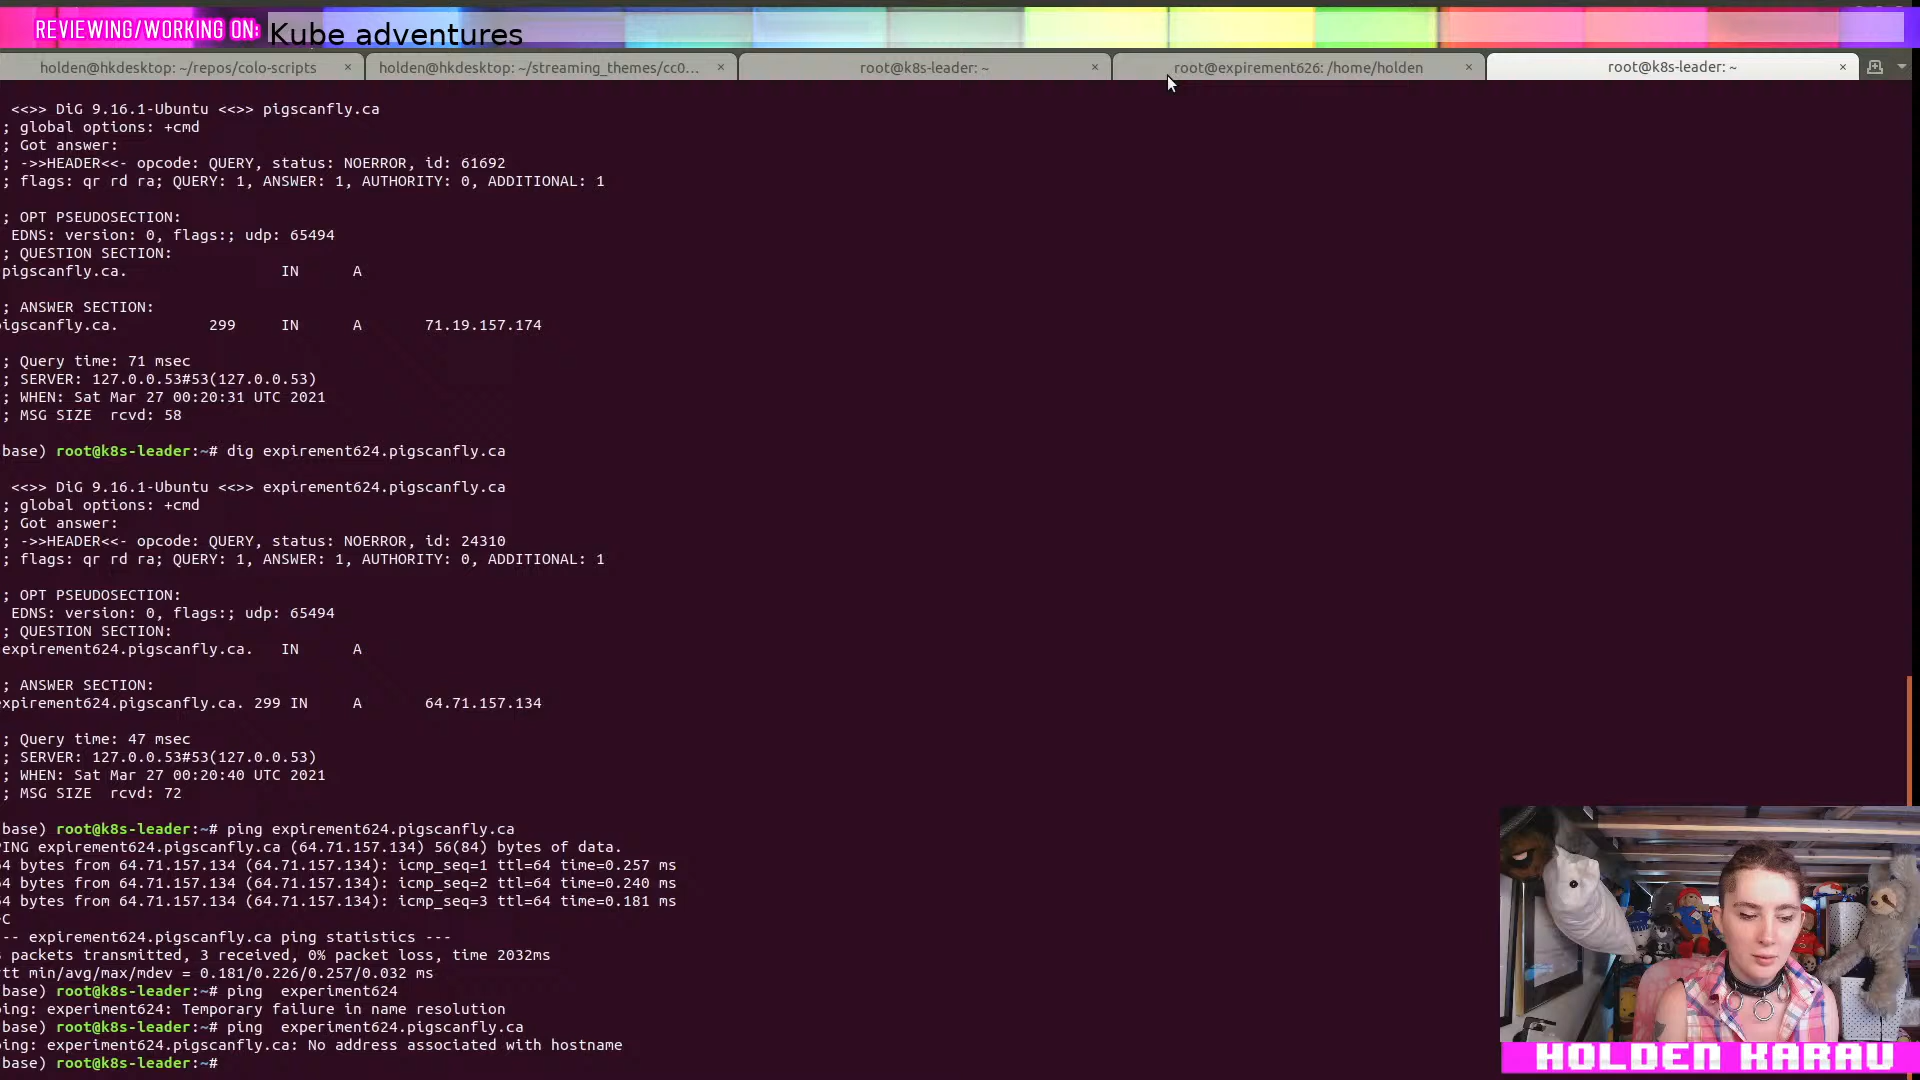 REVIEWING/WORKING ON: Kube adventures
holden@hkdesktop: ~/repos/colo-scripts × holden@hkdesktop: ~/streaming_themes/cc0... × root@k8s-leader: ~ × root@expirement626: /home/holden × root@k8s-leader: ~ ×
<<>> DiG 9.16.1-Ubuntu <<>> pigscanfly.ca
; global options: +cmd
; Got answer:
; ->>HEADER<<- opcode: QUERY, status: NOERROR, id: 61692
; flags: qr rd ra; QUERY: 1, ANSWER: 1, AUTHORITY: 0, ADDITIONAL: 1
; OPT PSEUDOSECTION:
EDNS: version: 0, flags:; udp: 65494
; QUESTION SECTION:
pigscanfly.ca. IN A
; ANSWER SECTION:
pigscanfly.ca. 299 IN A 71.19.157.174
; Query time: 71 msec
; SERVER: 127.0.0.53#53(127.0.0.53)
; WHEN: Sat Mar 27 00:20:31 UTC 2021
; MSG SIZE rcvd: 58
base) root@k8s-leader:~# dig expirement624.pigscanfly.ca
<<>> DiG 9.16.1-Ubuntu <<>> expirement624.pigscanfly.ca
; global options: +cmd
; Got answer:
; ->>HEADER<<- opcode: QUERY, status: NOERROR, id: 24310
; flags: qr rd ra; QUERY: 1, ANSWER: 1, AUTHORITY: 0, ADDITIONAL: 1
; OPT PSEUDOSECTION:
EDNS: version: 0, flags:; udp: 65494
; QUESTION SECTION:
expirement624.pigscanfly.ca. IN A
; ANSWER SECTION:
expirement624.pigscanfly.ca. 299 IN A 64.71.157.134
; Query time: 47 msec
; SERVER: 127.0.0.53#53(127.0.0.53)
; WHEN: Sat Mar 27 00:20:40 UTC 2021
; MSG SIZE rcvd: 72
base) root@k8s-leader:~# ping expirement624.pigscanfly.ca
PING expirement624.pigscanfly.ca (64.71.157.134) 56(84) bytes of data.
64 bytes from 64.71.157.134 (64.71.157.134): icmp_seq=1 ttl=64 time=0.257 ms
64 bytes from 64.71.157.134 (64.71.157.134): icmp_seq=2 ttl=64 time=0.240 ms
64 bytes from 64.71.157.134 (64.71.157.134): icmp_seq=3 ttl=64 time=0.181 ms
^C
-- expirement624.pigscanfly.ca ping statistics ---
packets transmitted, 3 received, 0% packet loss, time 2032ms
rtt min/avg/max/mdev = 0.181/0.226/0.257/0.032 ms
base) root@k8s-leader:~# ping experiment624
ping: experiment624: Temporary failure in name resolution
base) root@k8s-leader:~# ping experiment624.pigscanfly.ca
ping: experiment624.pigscanfly.ca: No address associated with hostname
base) root@k8s-leader:~#
HOLDEN KARAU